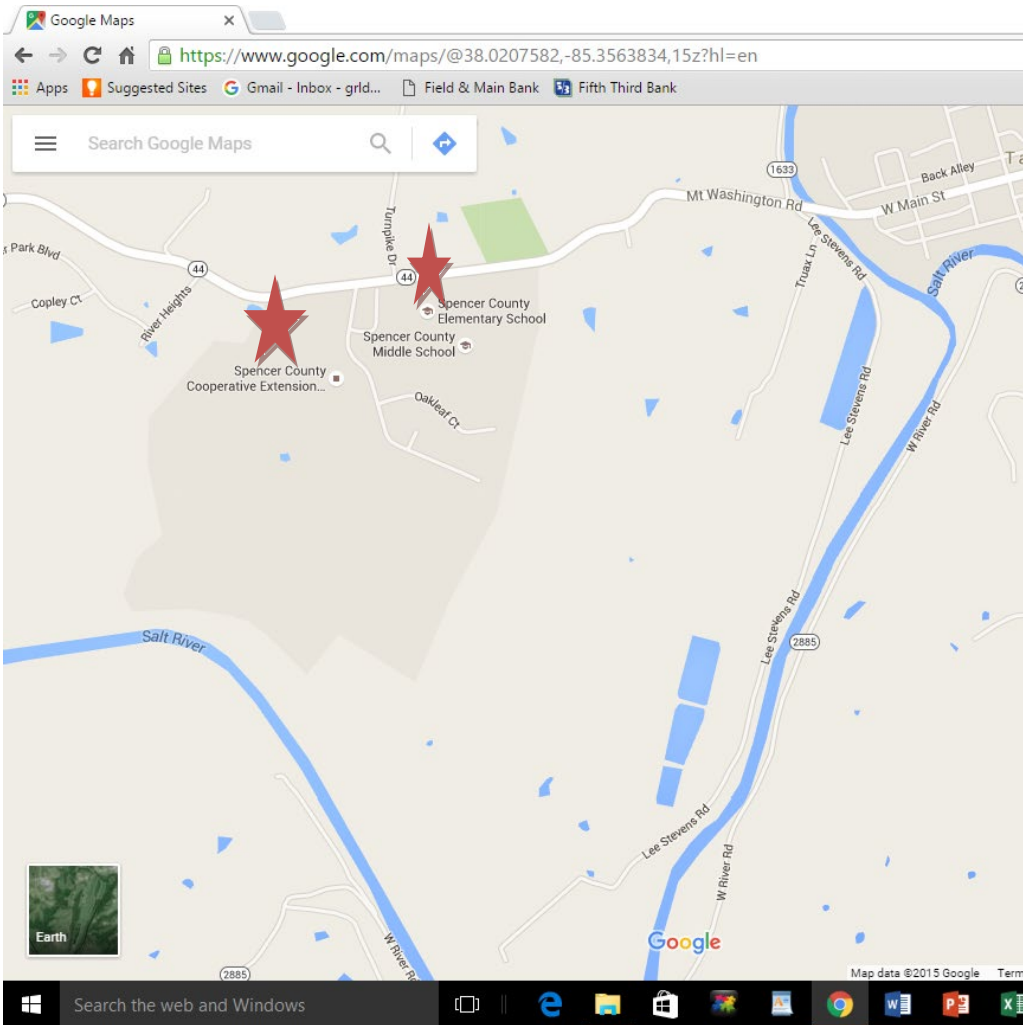 Google Maps
https://www.google.com/maps/@38.0207582,-85.3563834,15z?hl=en
Apps Suggested Sites Gmail - Inbox - grld... Field & Main Bank Fifth Third Bank
Search Google Maps
1633
Back Alley
Ta
Mt Washington Rd
W Main St
Turnpike Dr
Park Blvd
44
44
Lee Stevens Rd
Truax Ln
Salt River
Copley Ct
River Heights
Spencer County
Elementary School
Spencer County
Middle School
Spencer County
Cooperative Extension...
Oakleaf Ct
Lee Stevens Rd
W River Rd
Lee Stevens Rd
2885
Salt River
Lee Stevens Rd
W River Rd
Earth
W River Rd
Google
2885
Map data ©2015 Google Term
Search the web and Windows